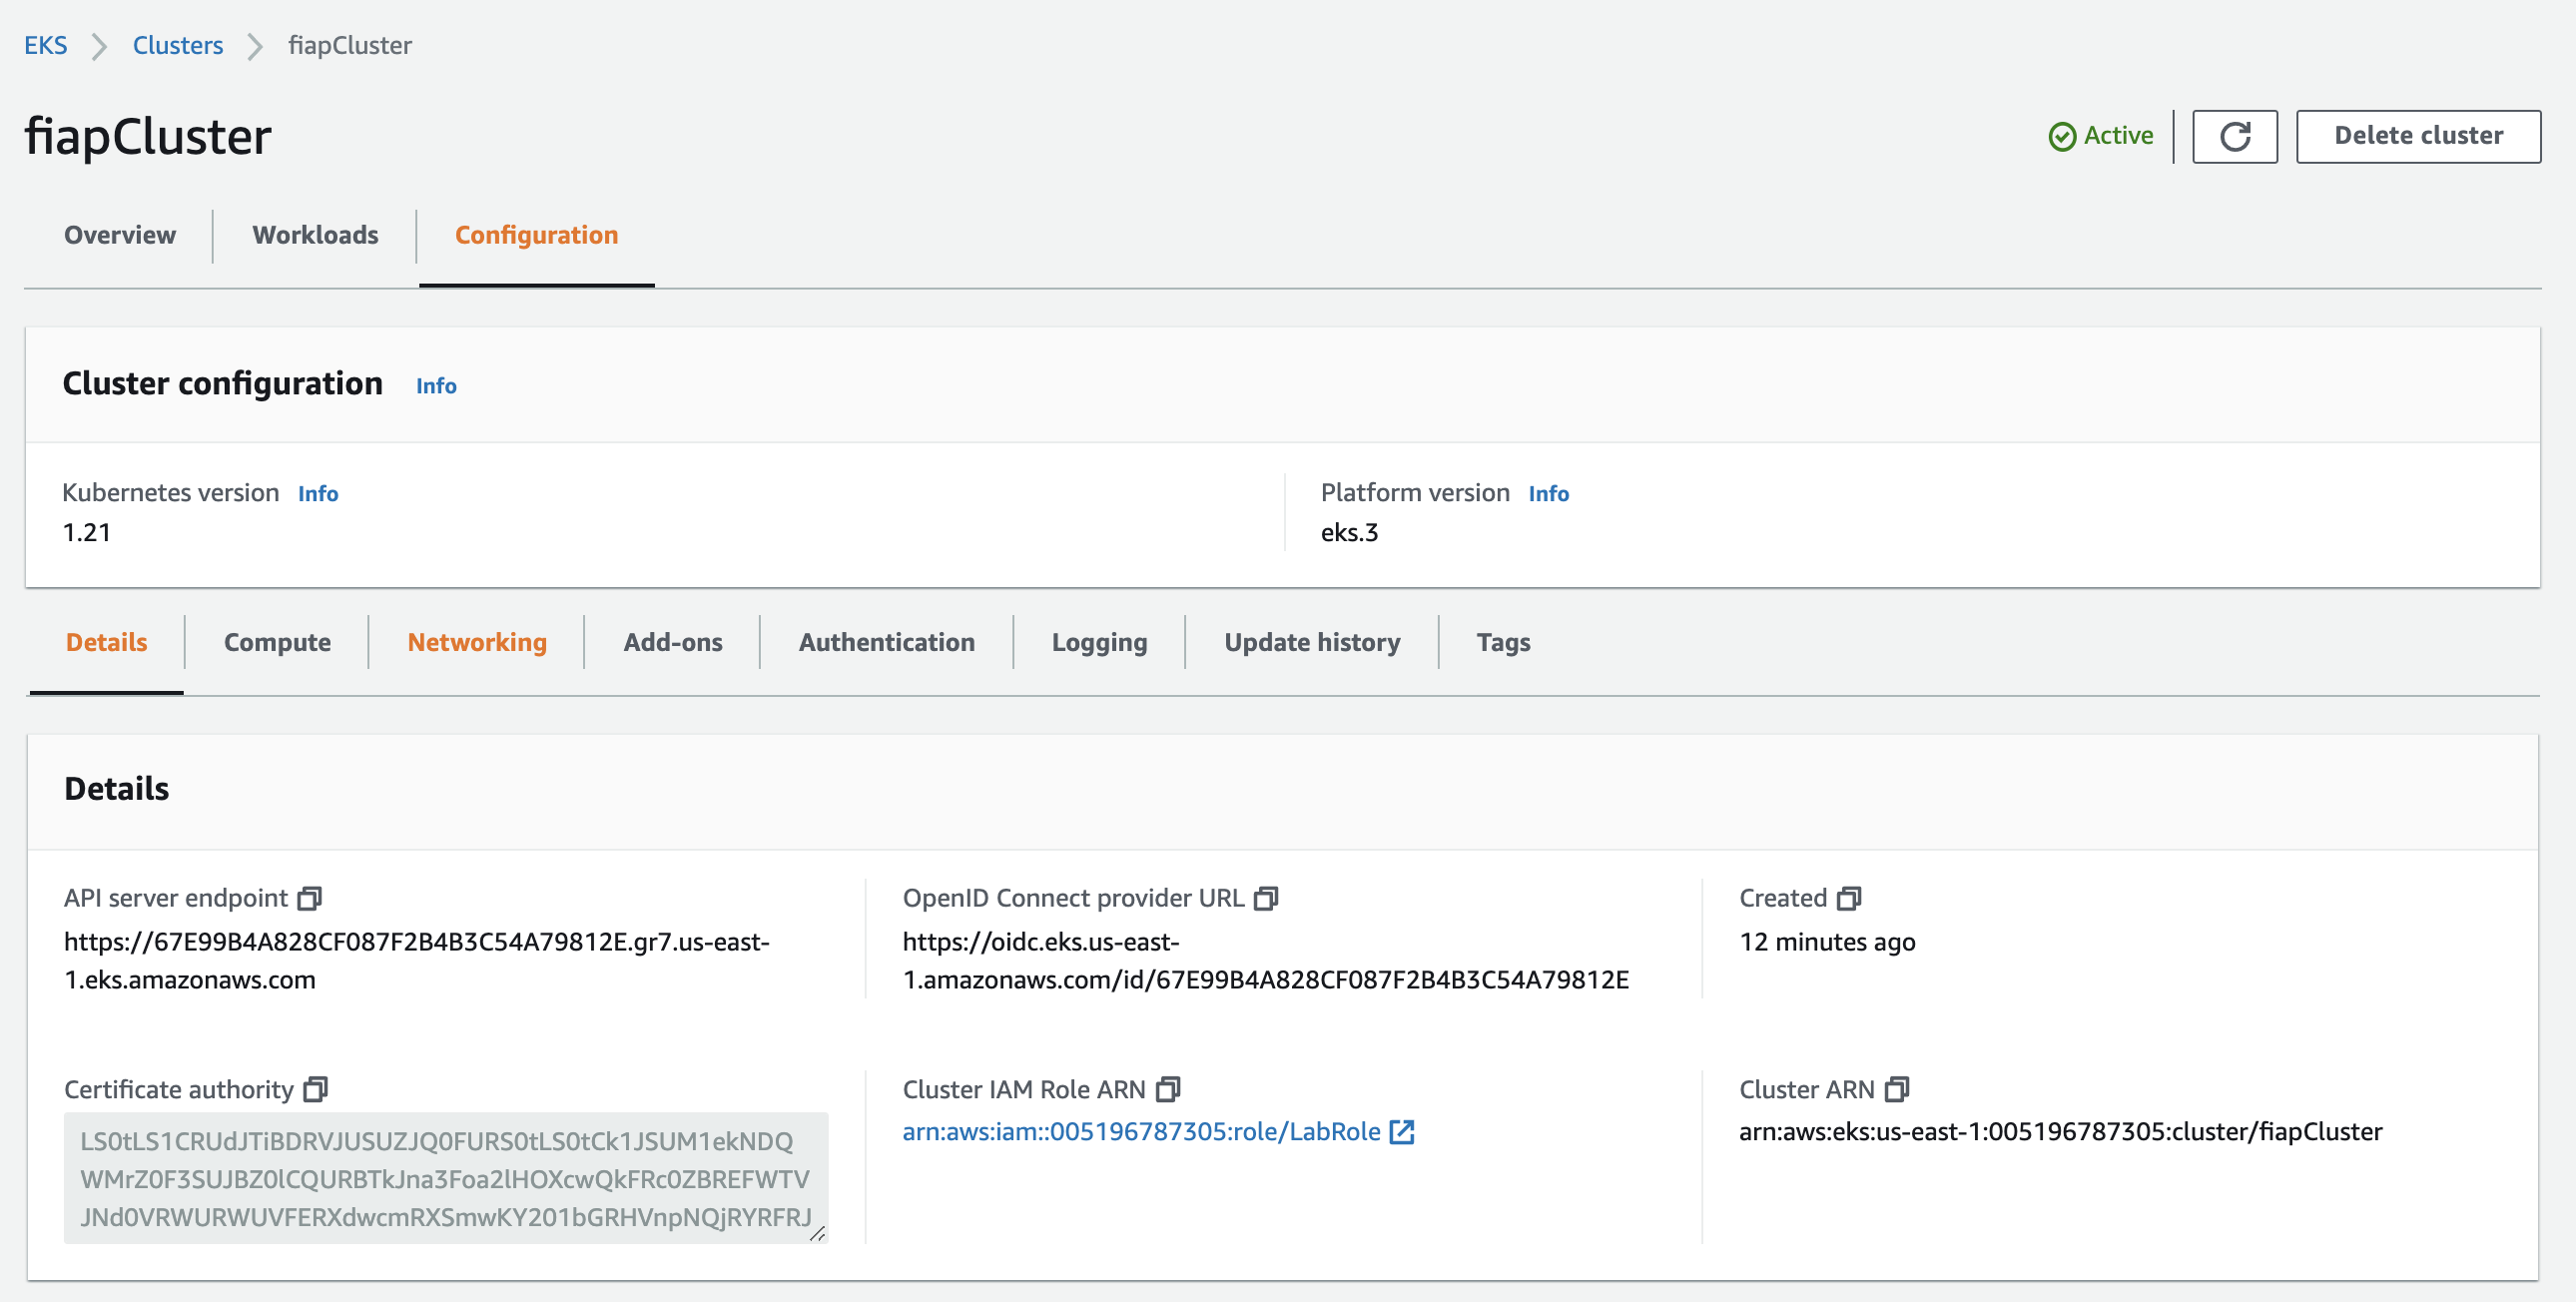 EKS Clusters fiapCluster
fiapCluster
Active Delete cluster
Overview Workloads Configuration
Cluster configuration Info
Kubernetes version Info
1.21
Platform version Info
eks.3
Details Compute Networking Add-ons Authentication Logging Update history Tags
Details
API server endpoint
https://67E99B4A828CF087F2B4B3C54A79812E.gr7.us-east-
1.eks.amazonaws.com
OpenID Connect provider URL
https://oidc.eks.us-east-
1.amazonaws.com/id/67E99B4A828CF087F2B4B3C54A79812E
Created
12 minutes ago
Certificate authority
LS0tLS1CRUdJTiBDRVJUSUZJQ0FURS0tLS0tCk1JSUM1ekNDQ
WMrZ0F3SUJBZ0lCQURBTkJna3Foa2lHOXcwQkFRc0ZBREFWTV
JNd0VRWURWUVFERXdwcmRXSmwKY201bGRHVnpNQjRYRFRJ
Cluster IAM Role ARN
arn:aws:iam::005196787305:role/LabRole
Cluster ARN
arn:aws:eks:us-east-1:005196787305:cluster/fiapCluster